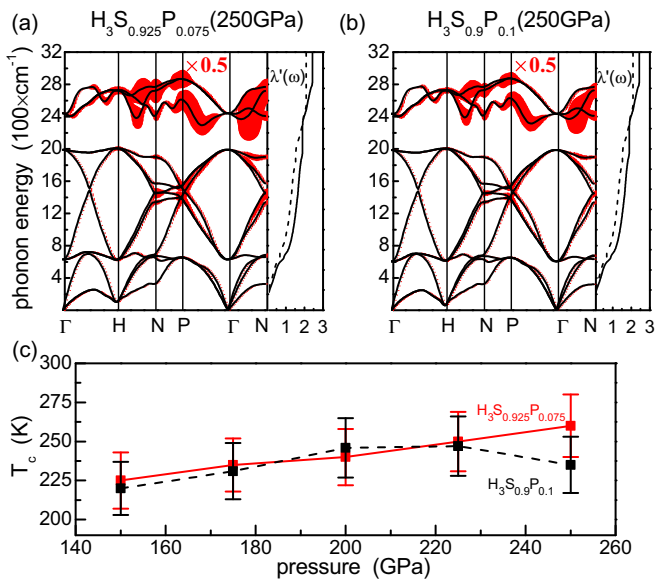 (a) H3S0.925P0.075(250GPa)
(b) H3S0.9P0.1(250GPa)
phonon energy (100×cm-1)
32
28
24
20
16
12
8
4
×0.5
λ'(ω)
×0.5
λ'(ω)
Γ H N P Γ N 1 2 3
Γ H N P Γ N 1 2 3
(c)
Tc (K)
300
275
250
225
200
H3S0.925P0.075
H3S0.9P0.1
140 160 180 200 220 240 260
pressure (GPa)